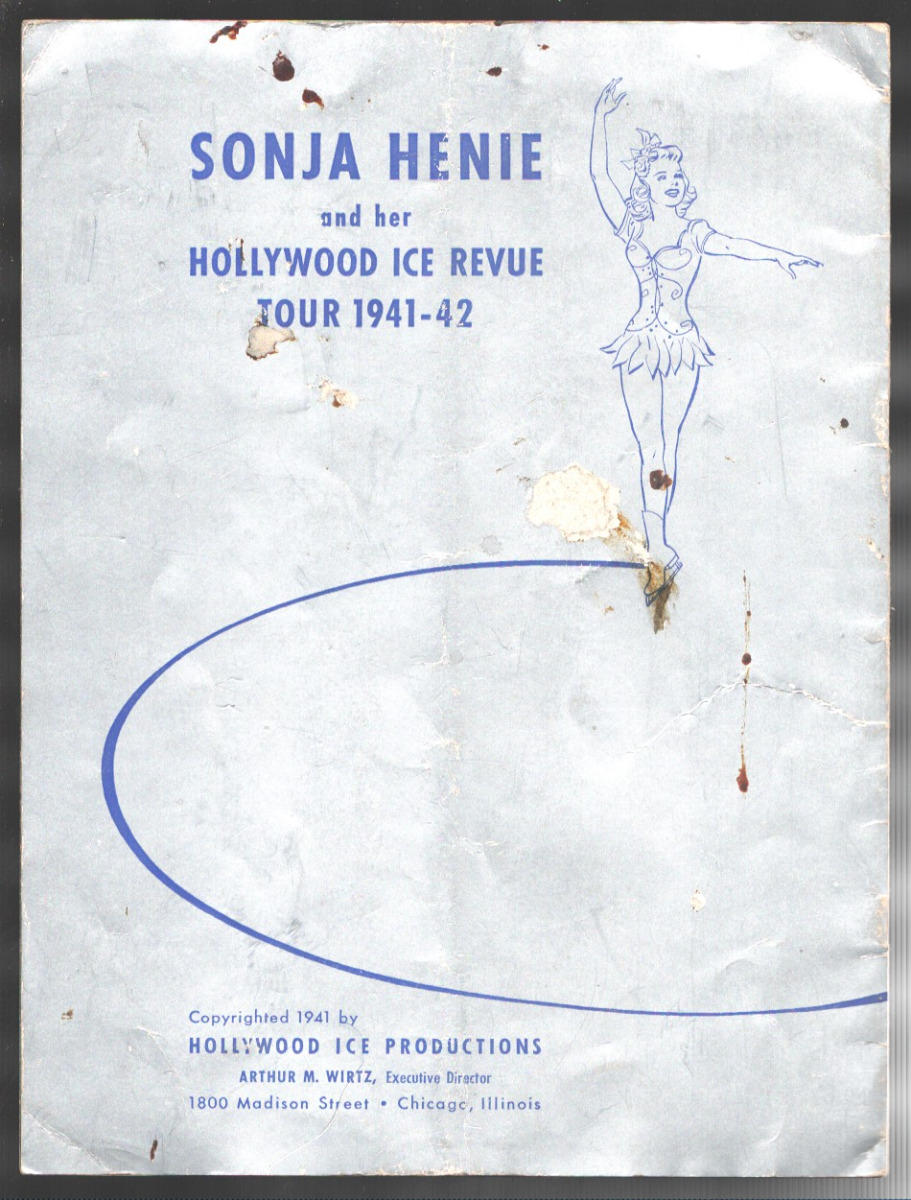 SONJA HENIE
and her
HOLLYWOOD ICE REVUE
TOUR 1941-42
Copyrighted 1941 by
HOLLYWOOD ICE PRODUCTIONS
ARTHUR M. WIRTZ, Executive Director
1800 Madison Street • Chicago, Illinois